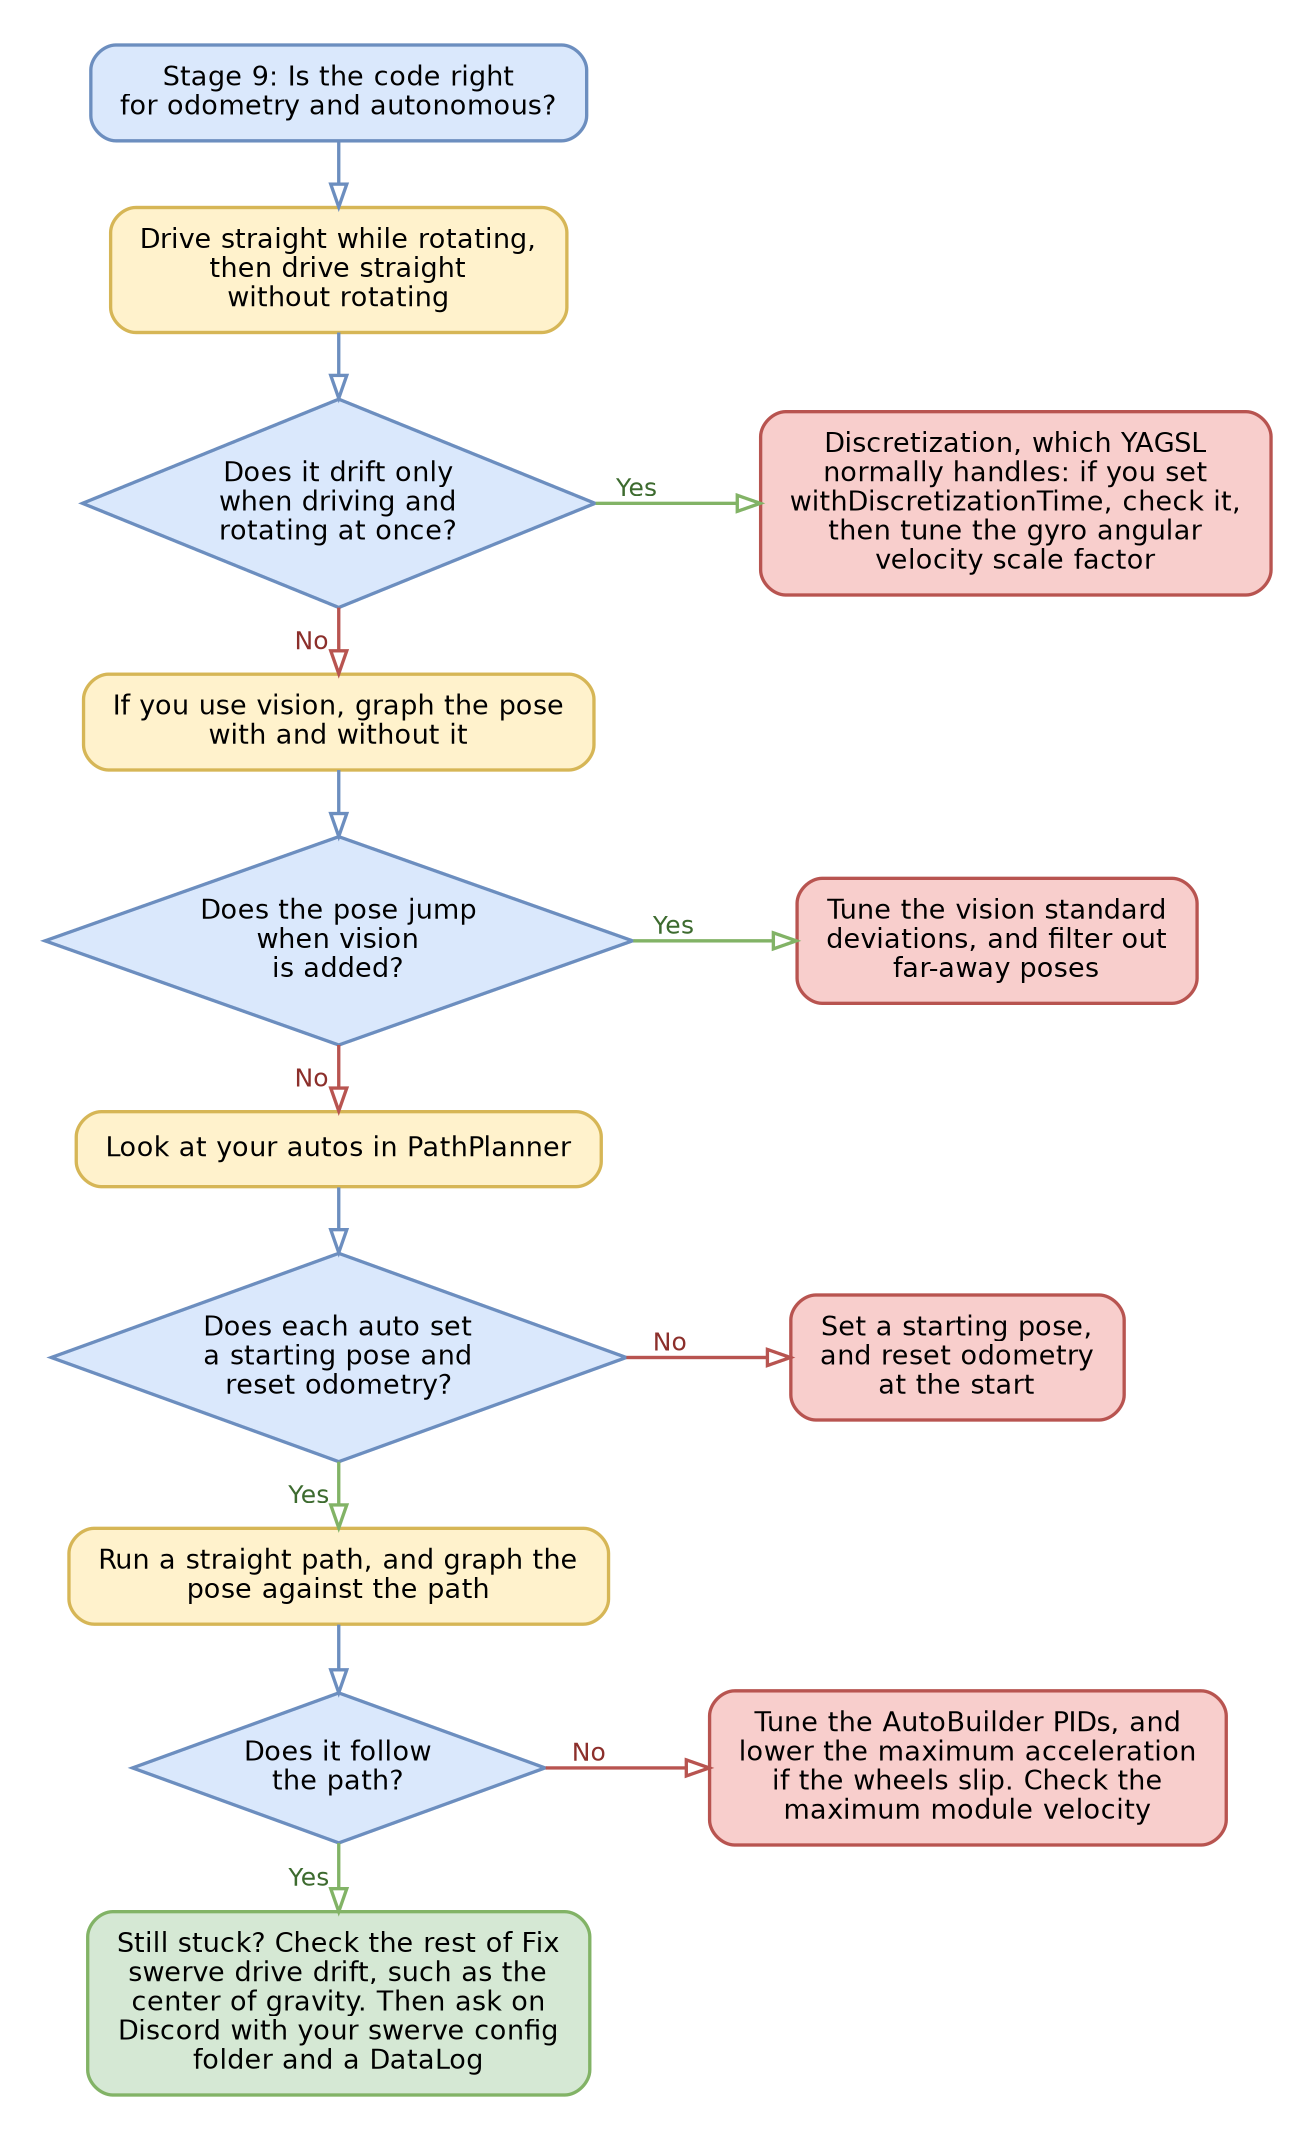 Stage 9: Is the code right
for odometry and autonomous?
Drive straight while rotating,
then drive straight
without rotating
Does it drift only
when driving and
rotating at once?
Yes
Discretization, which YAGSL
normally handles: if you set
withDiscretizationTime, check it,
then tune the gyro angular
velocity scale factor
No
If you use vision, graph the pose
with and without it
Does the pose jump
when vision
is added?
Yes
Tune the vision standard
deviations, and filter out
far-away poses
No
Look at your autos in PathPlanner
Does each auto set
a starting pose and
reset odometry?
No
Set a starting pose,
and reset odometry
at the start
Yes
Run a straight path, and graph the
pose against the path
Does it follow
the path?
No
Tune the AutoBuilder PIDs, and
lower the maximum acceleration
if the wheels slip. Check the
maximum module velocity
Yes
Still stuck? Check the rest of Fix
swerve drive drift, such as the
center of gravity. Then ask on
Discord with your swerve config
folder and a DataLog